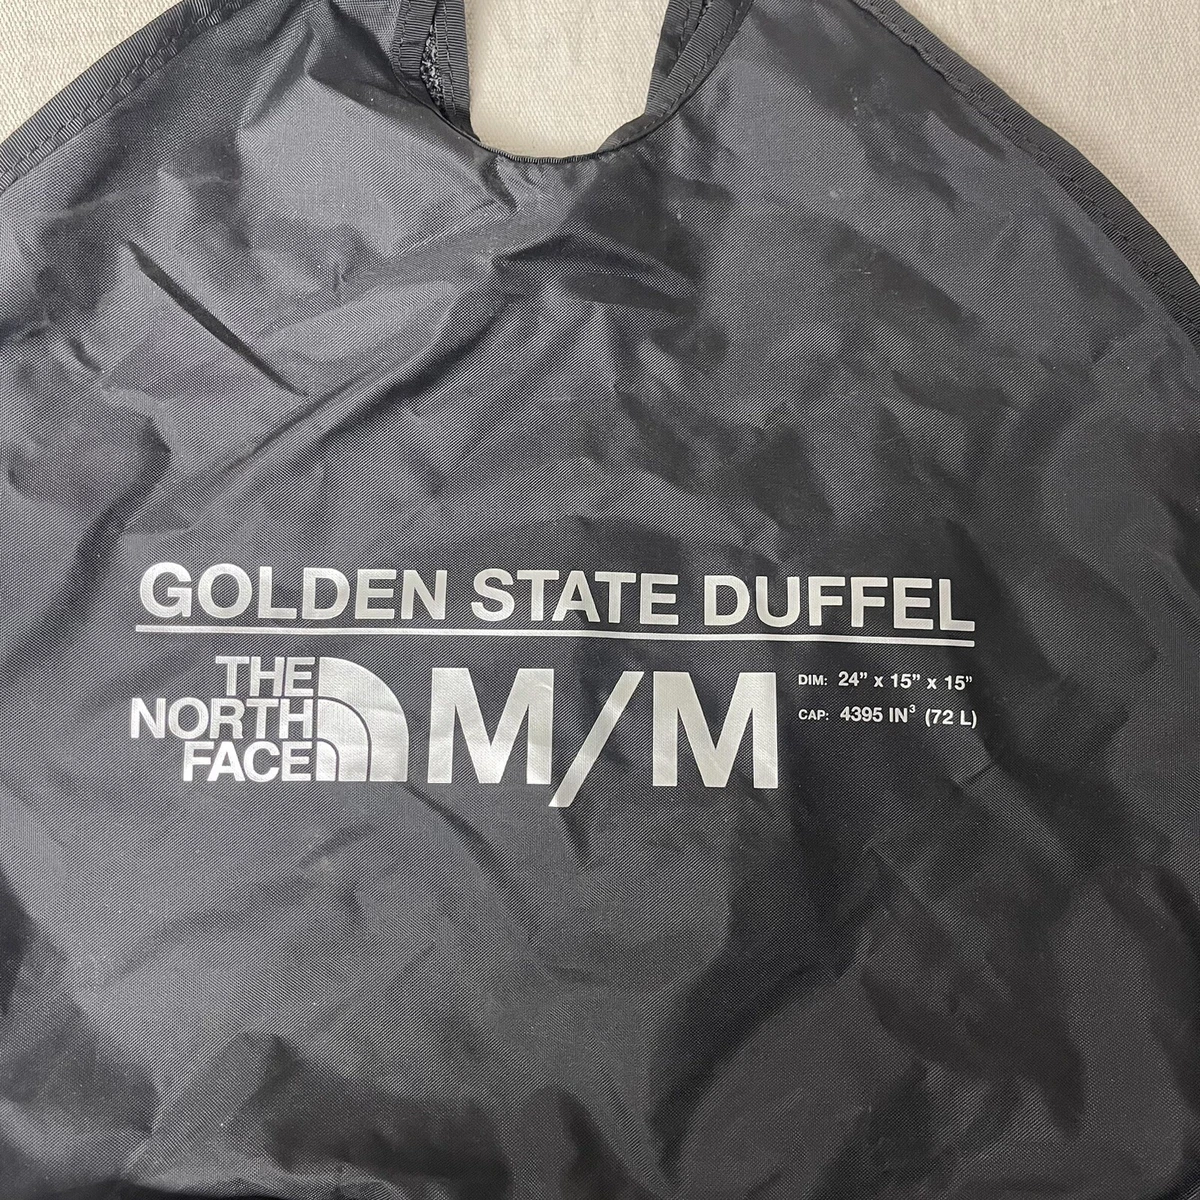 GOLDEN STATE DUFFEL
THE
NORTH
FACE
M/M
DIM: 24” x 15” x 15”
CAP: 4395 IN³ (72 L)